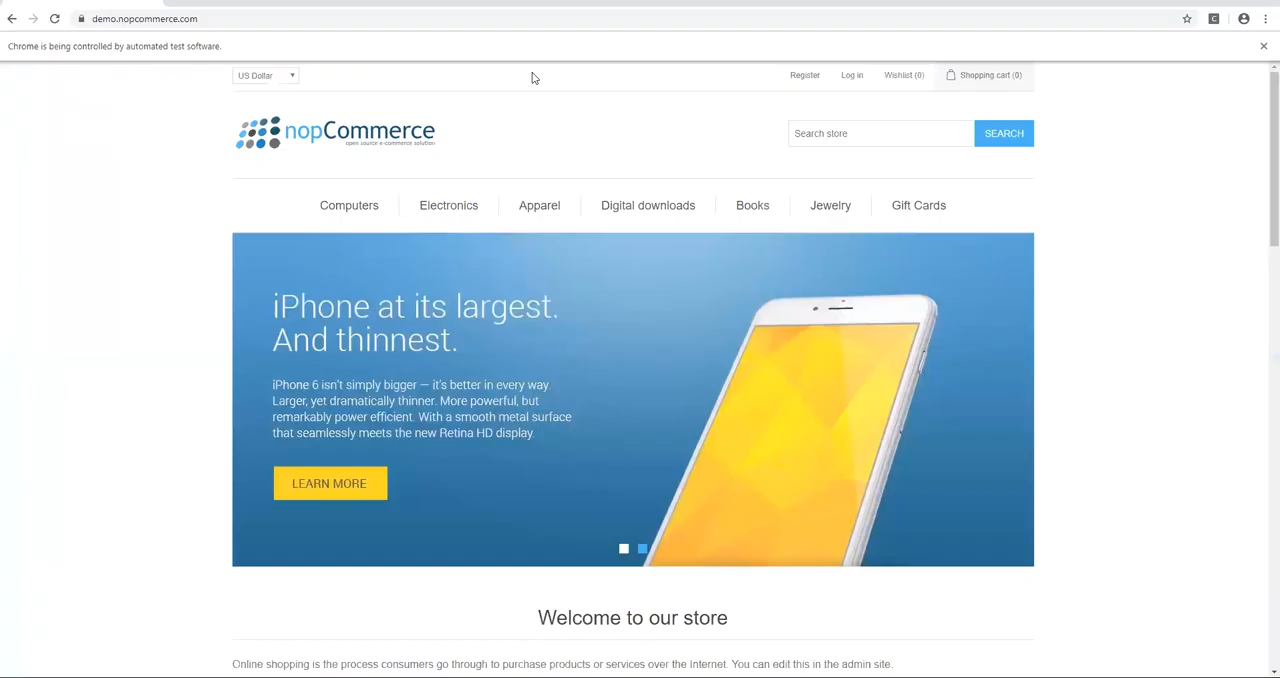 demo.nopcommerce.com
Chrome is being controlled by automated test software.
US Dollar
Register Log in Wishlist (0) Shopping cart (0)
nopCommerce
open source e-commerce solution
Search store SEARCH
Computers Electronics Apparel Digital downloads Books Jewelry Gift Cards
iPhone at its largest.
And thinnest.
iPhone 6 isn't simply bigger — it's better in every way.
Larger, yet dramatically thinner. More powerful, but
remarkably power efficient. With a smooth metal surface
that seamlessly meets the new Retina HD display.
LEARN MORE
Welcome to our store
Online shopping is the process consumers go through to purchase products or services over the Internet. You can edit this in the admin site.